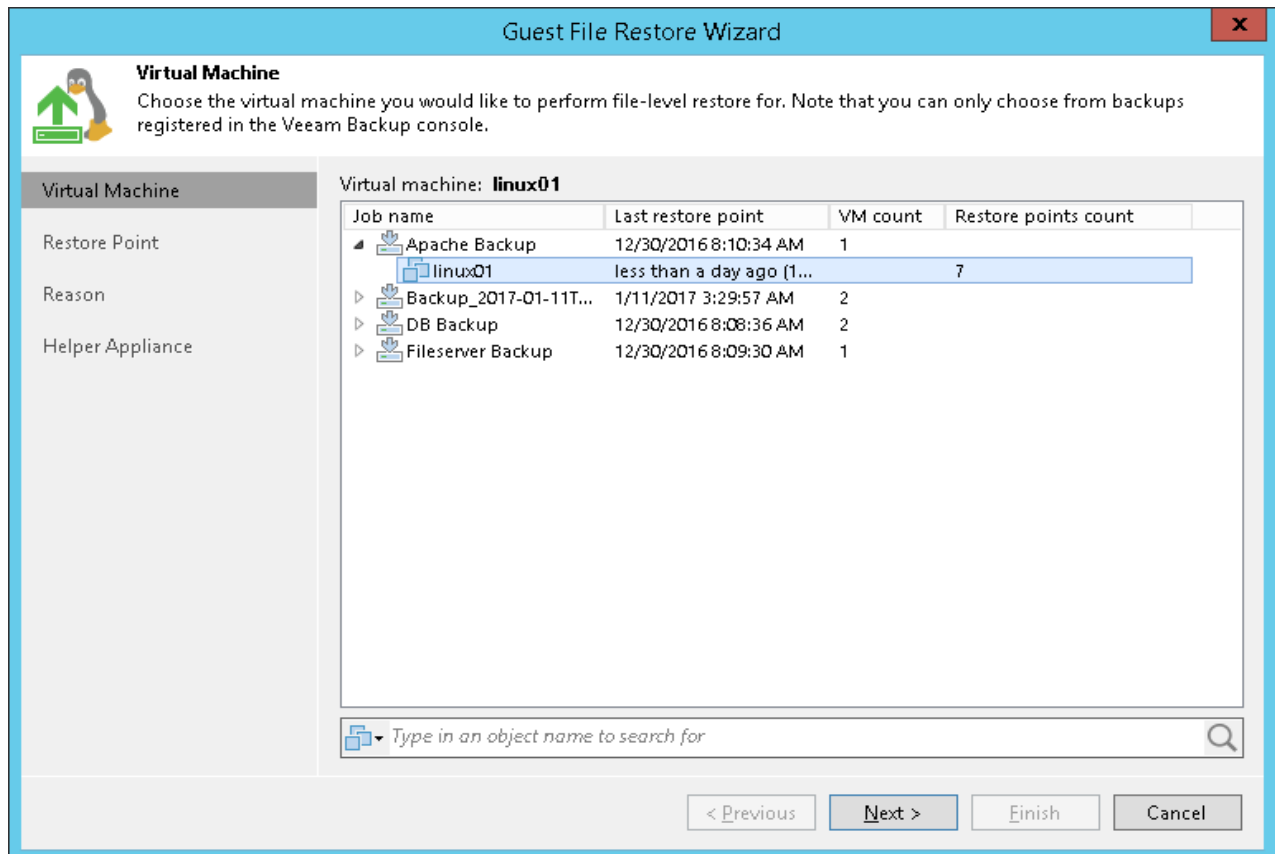 Guest File Restore Wizard
x
Virtual Machine
Choose the virtual machine you would like to perform file-level restore for. Note that you can only choose from backups
registered in the Veeam Backup console.
Virtual Machine
Restore Point
Reason
Helper Appliance
Virtual machine: linux01
Job name Last restore point VM count Restore points count
Apache Backup 12/30/2016 8:10:34 AM 1
linux01 less than a day ago (1... 7
Backup_2017-01-11T... 1/11/2017 3:29:57 AM 2
DB Backup 12/30/2016 8:08:36 AM 2
Fileserver Backup 12/30/2016 8:09:30 AM 1
Type in an object name to search for
< Previous Next > Finish Cancel